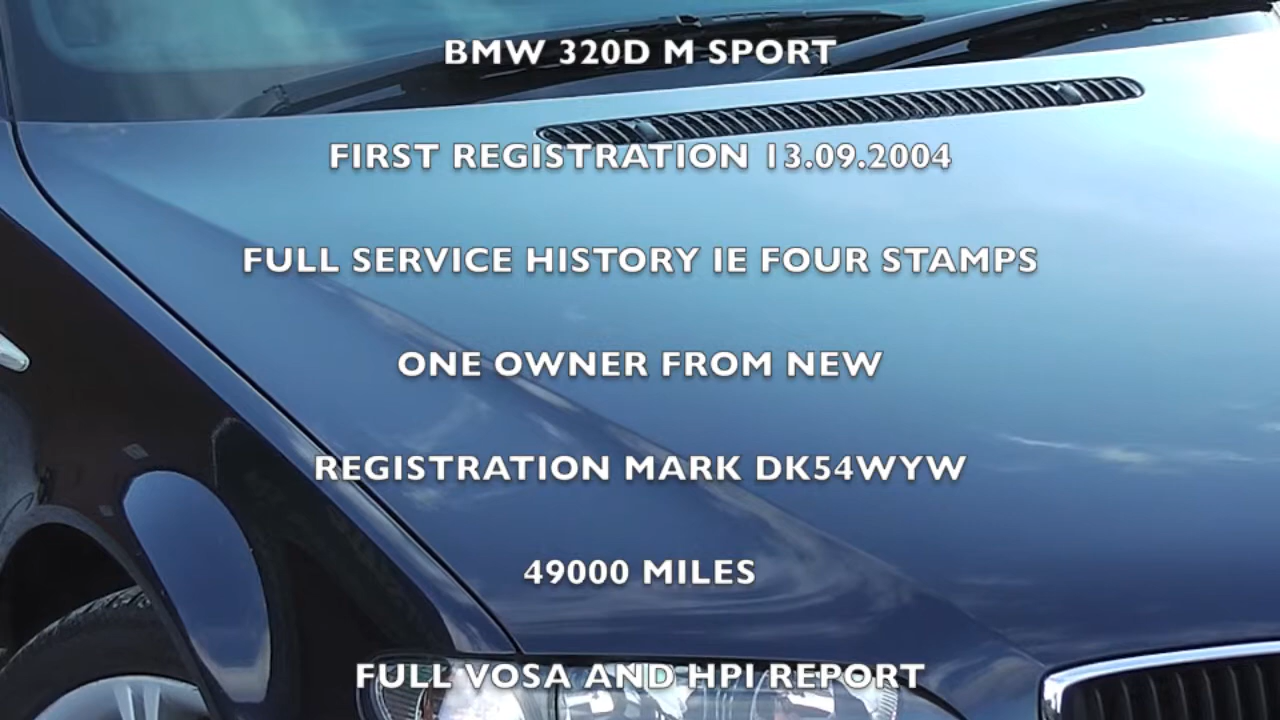 BMW 320D M SPORT
FIRST REGISTRATION 13.09.2004
FULL SERVICE HISTORY IE FOUR STAMPS
ONE OWNER FROM NEW
REGISTRATION MARK DK54WYW
49000 MILES
FULL VOSA AND HPI REPORT